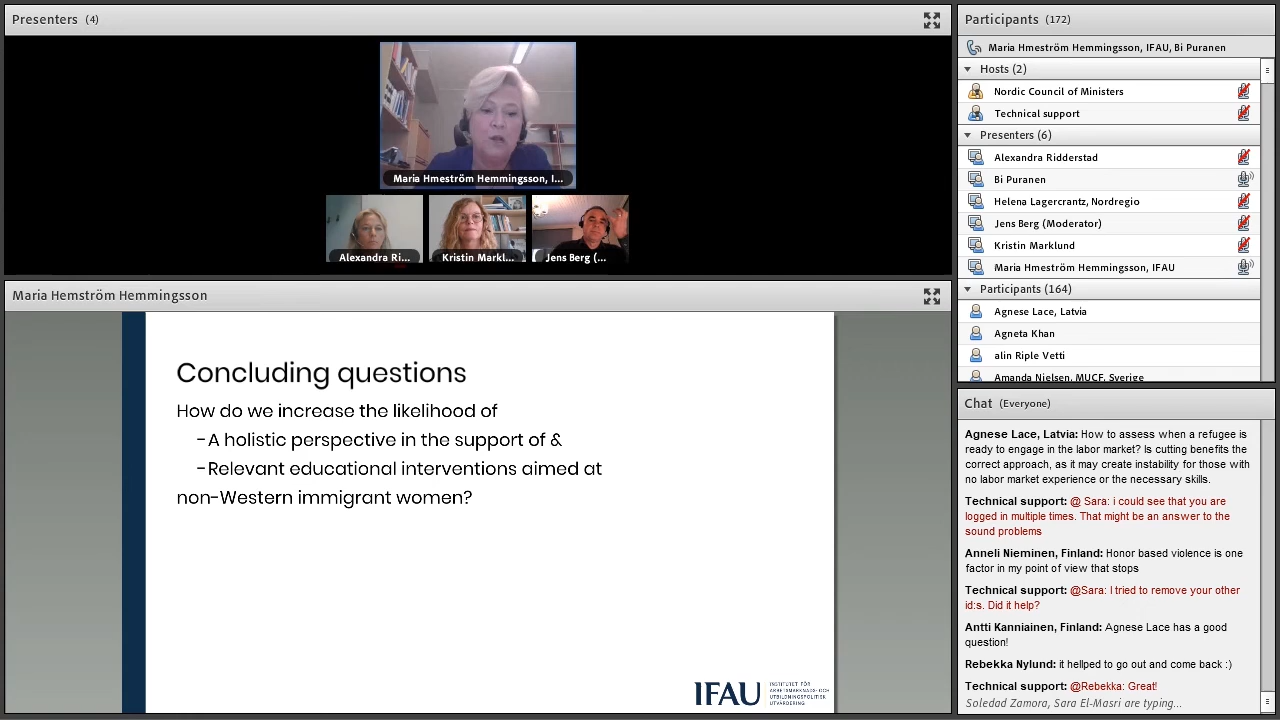 Presenters (4)
Maria Hmeström Hemmingsson, I...
Alexandra Ri...
Kristin Markl...
Jens Berg (...
Maria Hemström Hemmingsson
Concluding questions
How do we increase the likelihood of
-A holistic perspective in the support of &
-Relevant educational interventions aimed at
non-Western immigrant women?
IFAU
INSTITUTET FÖR
ARBETSMARKNADS- OCH
UTBILDNINGSPOLITISK
UTVÄRDERING
Participants (172)
Maria Hmeström Hemmingsson, IFAU, Bi Puranen
Hosts (2)
Nordic Council of Ministers
Technical support
Presenters (6)
Alexandra Ridderstad
Bi Puranen
Helena Lagercrantz, Nordregio
Jens Berg (Moderator)
Kristin Marklund
Maria Hmeström Hemmingsson, IFAU
Participants (164)
Agnese Lace, Latvia
Agneta Khan
alin Riple Vetti
Amanda Nielsen, MUCF, Sverige
Chat (Everyone)
Agnese Lace, Latvia: How to assess when a refugee is
ready to engage in the labor market? Is cutting benefits the
correct approach, as it may create instability for those with
no labor market experience or the necessary skills.
Technical support: @ Sara: i could see that you are
logged in multiple times. That might be an answer to the
sound problems
Anneli Nieminen, Finland: Honor based violence is one
factor in my point of view that stops
Technical support: @Sara: I tried to remove your other
id:s. Did it help?
Antti Kanniainen, Finland: Agnese Lace has a good
question!
Rebekka Nylund: it hellped to go out and come back :)
Technical support: @Rebekka: Great!
Soledad Zamora, Sara El-Masri are typing...